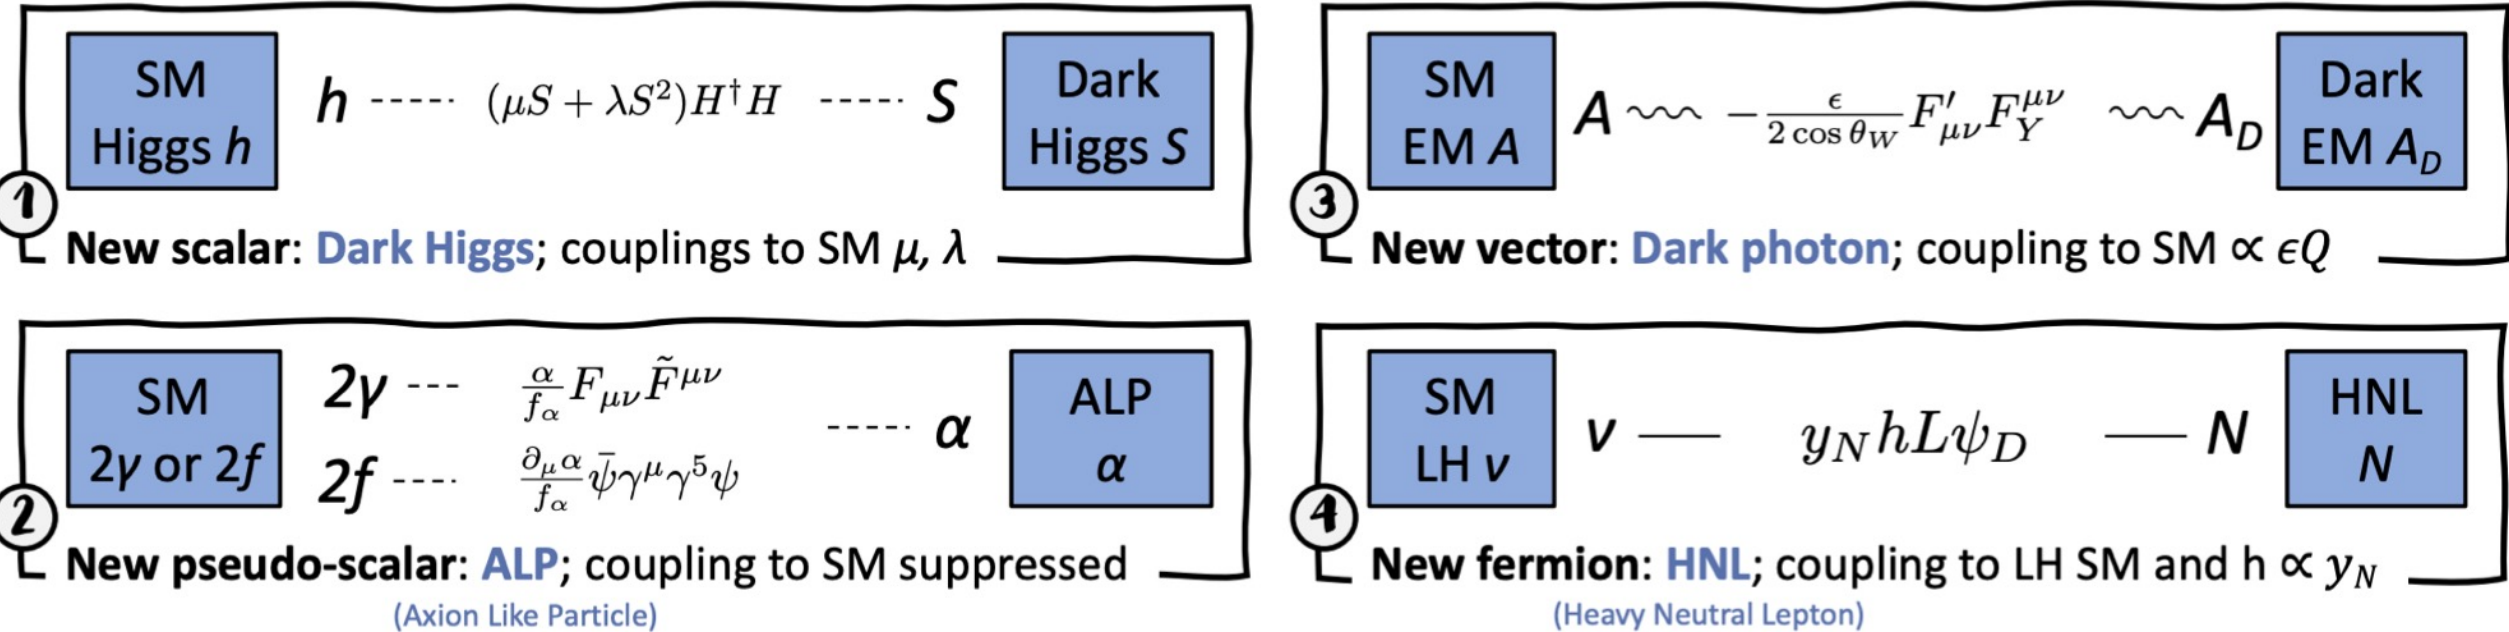 SM
Higgs h
h ----- (μS + λS²)H†H ----- S
Dark
Higgs S
1
New scalar: Dark Higgs; couplings to SM μ, λ
SM
2γ or 2f
2γ --- α/f_α F_μν F̃^μν
2f ---- ∂_μα/f_α ψ̄γ^μγ⁵ψ
----- α
ALP
α
2
New pseudo-scalar: ALP; coupling to SM suppressed
(Axion Like Particle)
SM
EM A
A ~~~ −ϵ/(2 cos θ_W) F′_μν F_Y^μν ~~~ A_D
Dark
EM A_D
3
New vector: Dark photon; coupling to SM ∝ ϵQ
SM
LH ν
ν — y_N hLψ_D — N
HNL
N
4
New fermion: HNL; coupling to LH SM and h ∝ y_N
(Heavy Neutral Lepton)